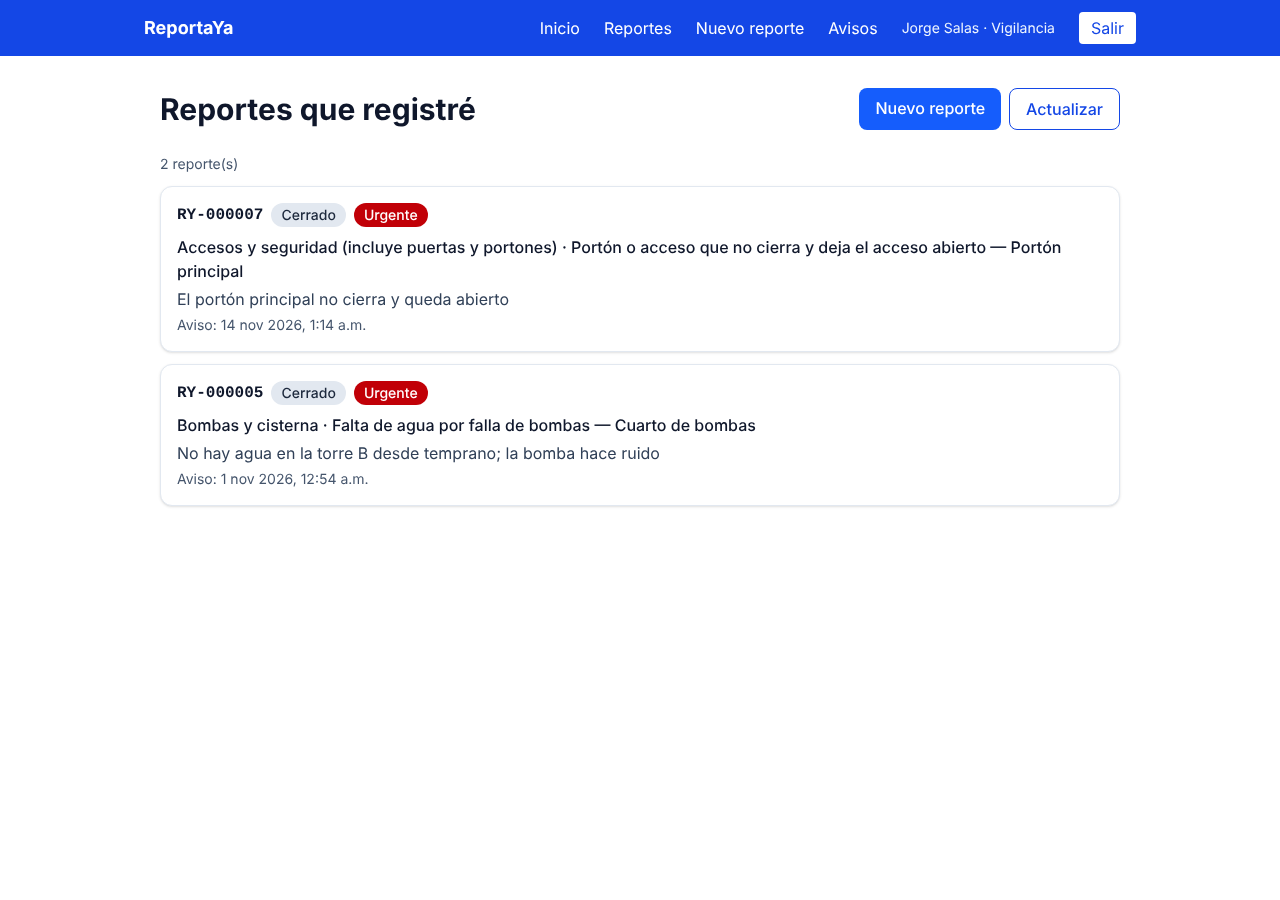 ReportaYa
Inicio
Reportes
Nuevo reporte
Avisos
Jorge Salas · Vigilancia
Salir
Reportes que registré
Nuevo reporte
Actualizar
2 reporte(s)
RY-000007 Cerrado Urgente
Accesos y seguridad (incluye puertas y portones) · Portón o acceso que no cierra y deja el acceso abierto — Portón
principal
El portón principal no cierra y queda abierto
Aviso: 14 nov 2026, 1:14 a.m.
RY-000005 Cerrado Urgente
Bombas y cisterna · Falta de agua por falla de bombas — Cuarto de bombas
No hay agua en la torre B desde temprano; la bomba hace ruido
Aviso: 1 nov 2026, 12:54 a.m.